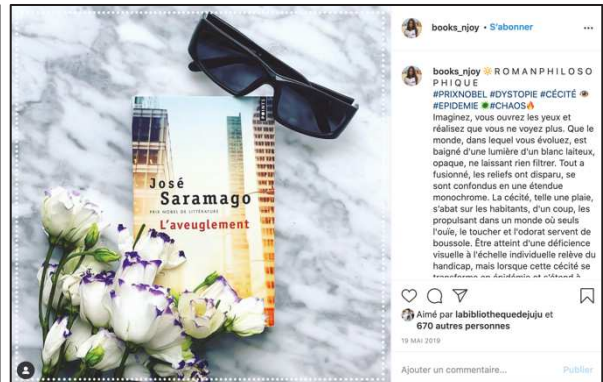 José
Saramago
PRIX NOBEL DE LITTÉRATURE
L'aveuglement
POINTS
books_njoy • S'abonner
books_njoy ☀️ R O M A N P H I L O S O
P H I Q U E
#PRIXNOBEL #DYSTOPIE #CÉCITÉ 👁
#EPIDEMIE #CHAOS🔥
Imaginez, vous ouvrez les yeux et
réalisez que vous ne voyez plus. Que le
monde, dans lequel vous évoluez, est
baigné d'une lumière d'un blanc laiteux,
opaque, ne laissant rien filtrer. Tout a
fusionné, les reliefs ont disparu, se
sont confondus en une étendue
monochrome. La cécité, telle une plaie,
s'abat sur les habitants, d'un coup, les
propulsant dans un monde où seuls
l'ouïe, le toucher et l'odorat servent de
boussole. Être atteint d'une déficience
visuelle à l'échelle individuelle relève du
handicap, mais lorsque cette cécité se
transforme en épidémie et s'étend à
Aimé par labibliothequedejuju et
670 autres personnes
19 MAI 2019
Ajouter un commentaire... Publier